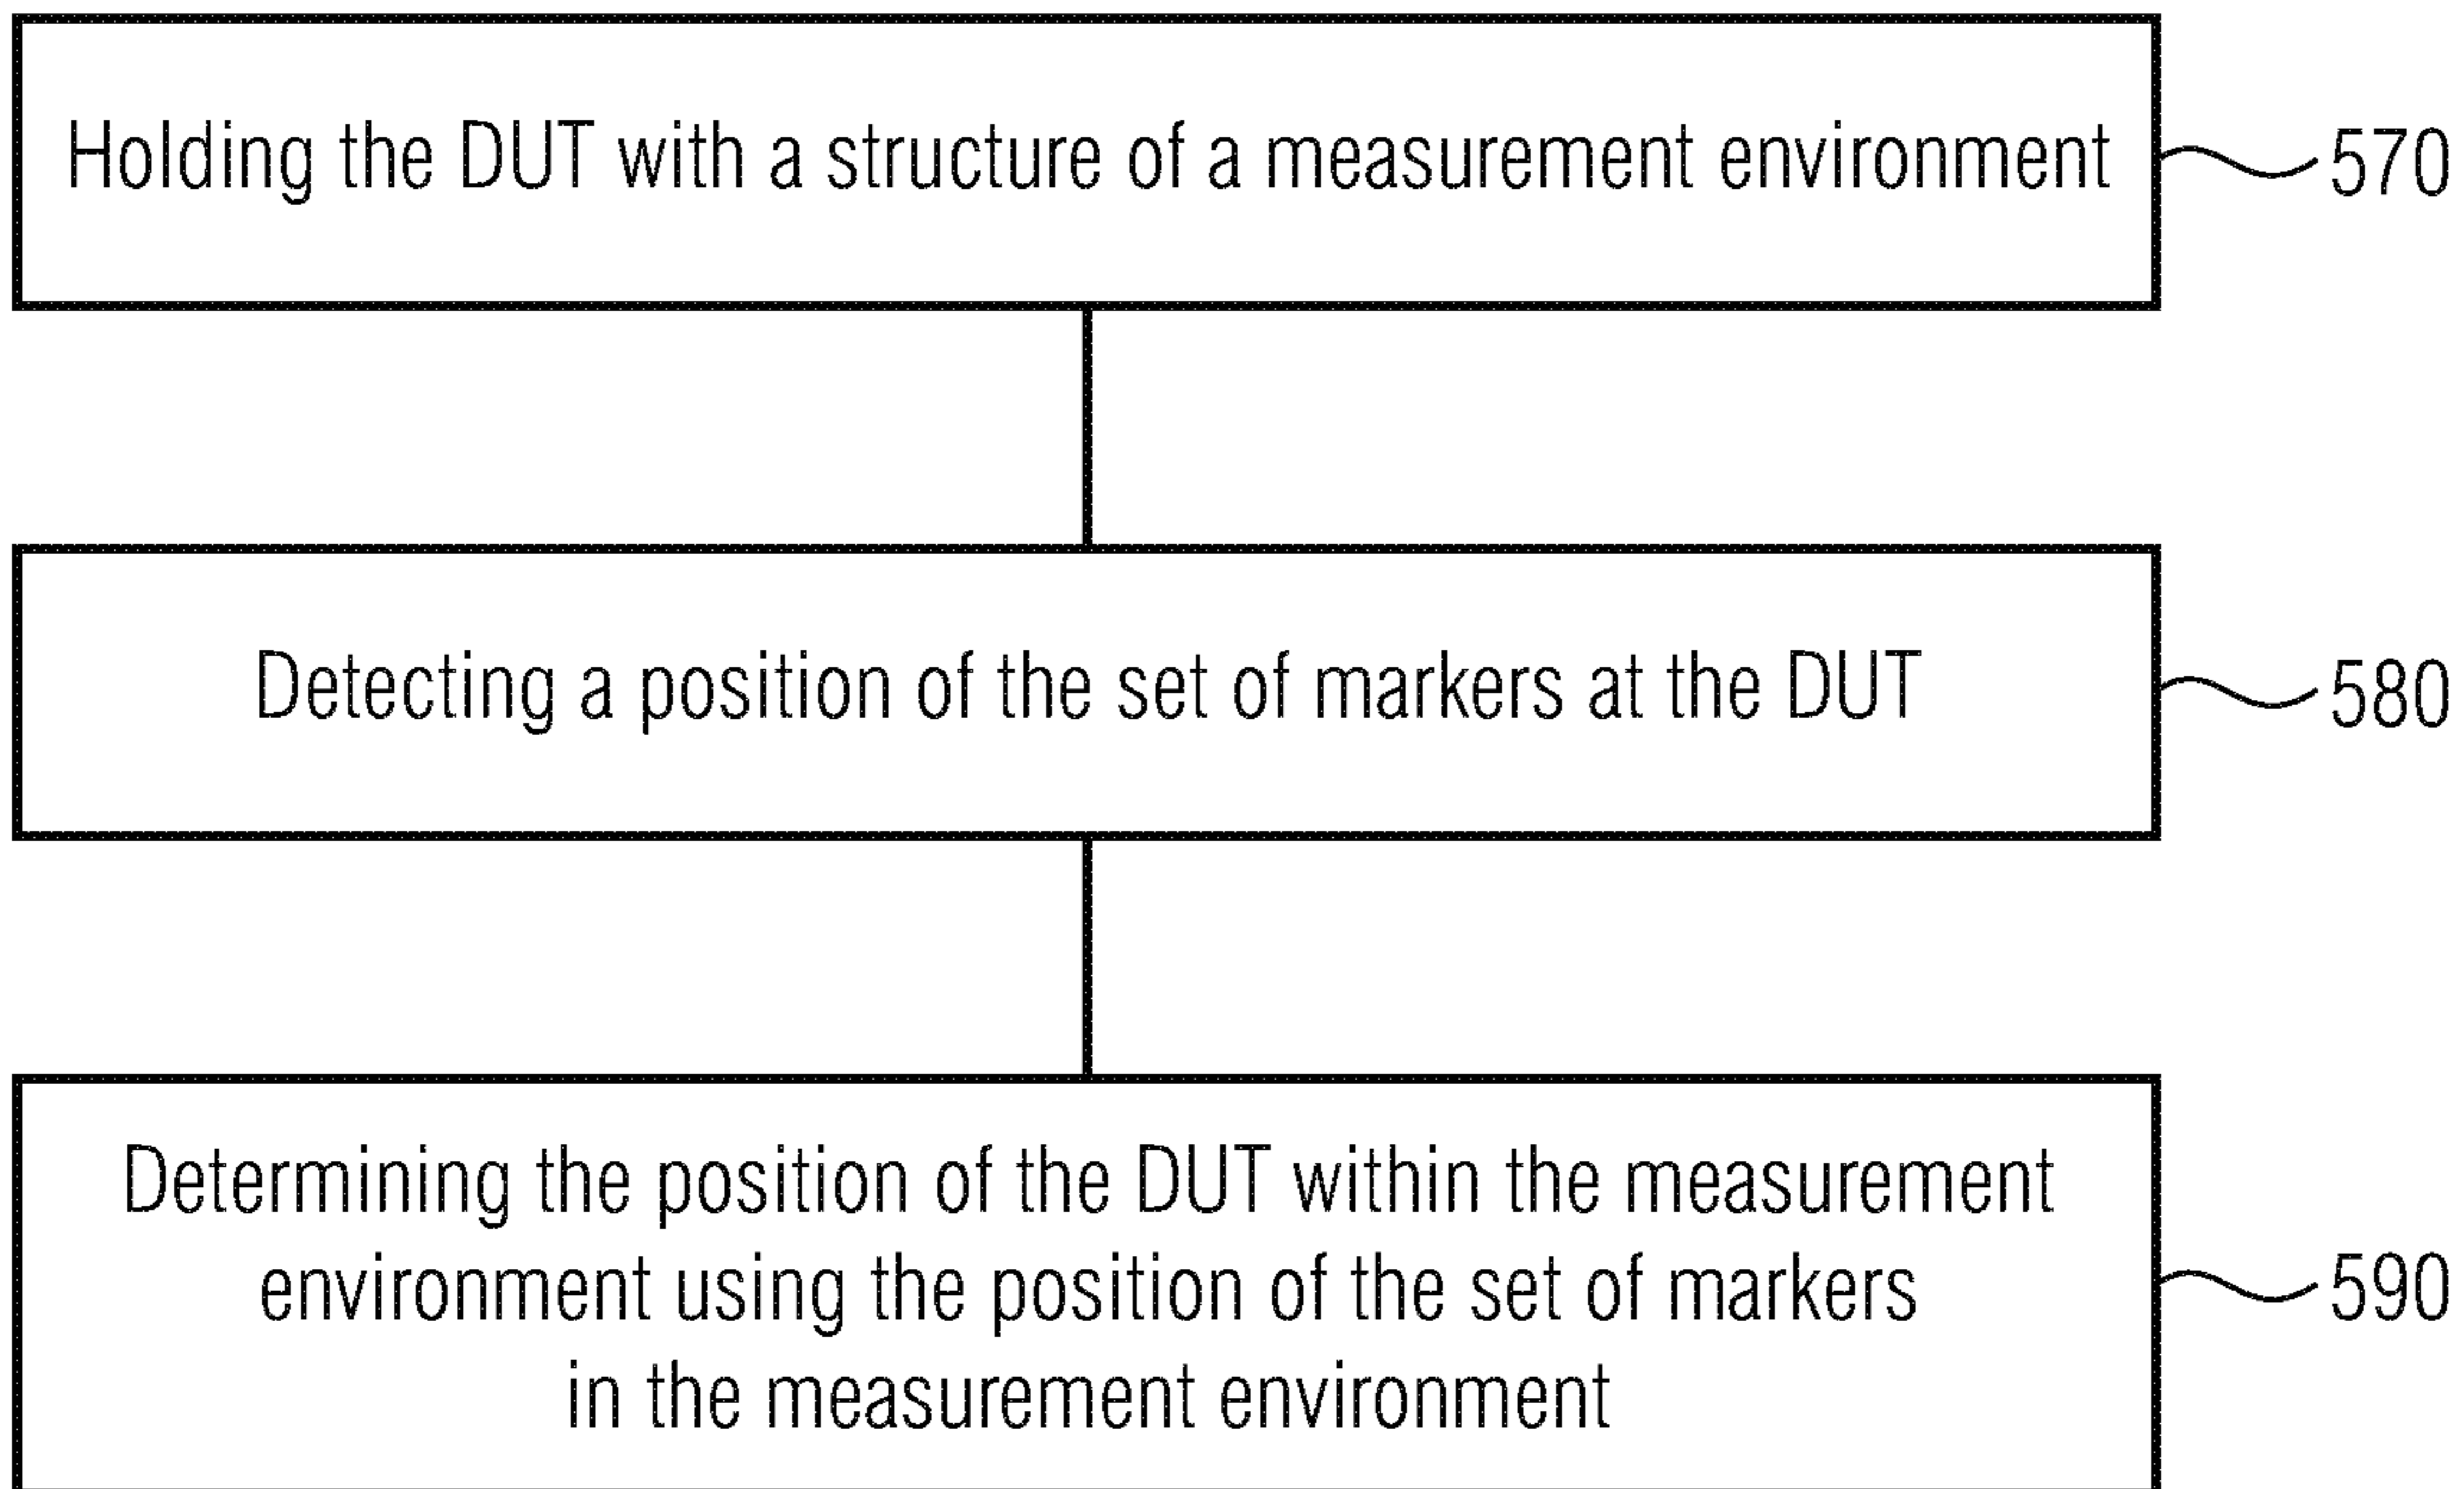 Holding the DUT with a structure of a measurement environment
570
Detecting a position of the set of markers at the DUT
580
Determining the position of the DUT within the measurement
environment using the position of the set of markers
in the measurement environment
590